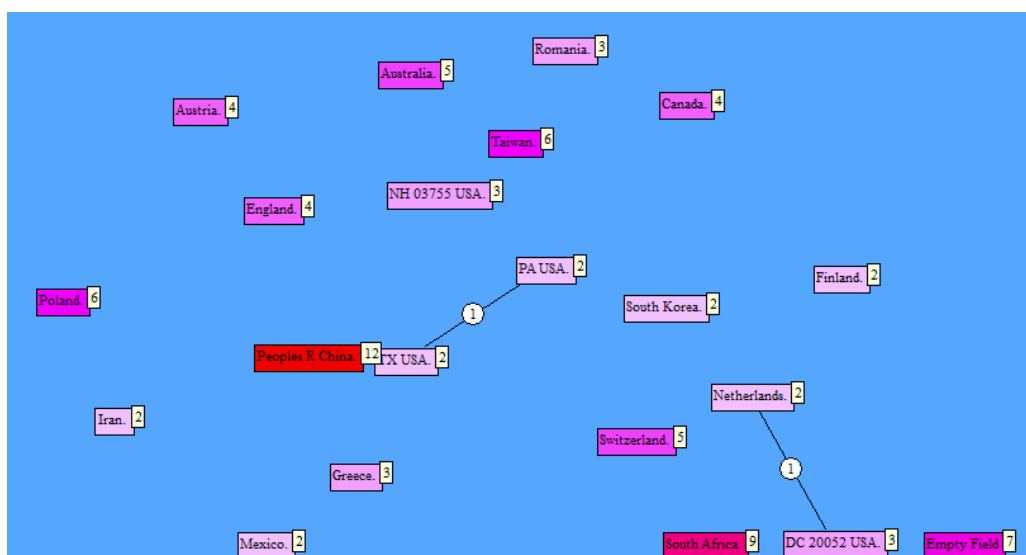 Romania. 3
Australia. 5
Austria. 4
Canada. 4
Taiwan. 6
NH 03755 USA. 3
England. 4
PA USA. 2
Finland. 2
Poland. 6
South Korea. 2
1
Peoples R China. 12
TX USA. 2
Netherlands. 2
Iran. 2
Switzerland. 5
Greece. 3
1
Mexico. 2
South Africa. 9
DC 20052 USA. 3
Empty Field 7